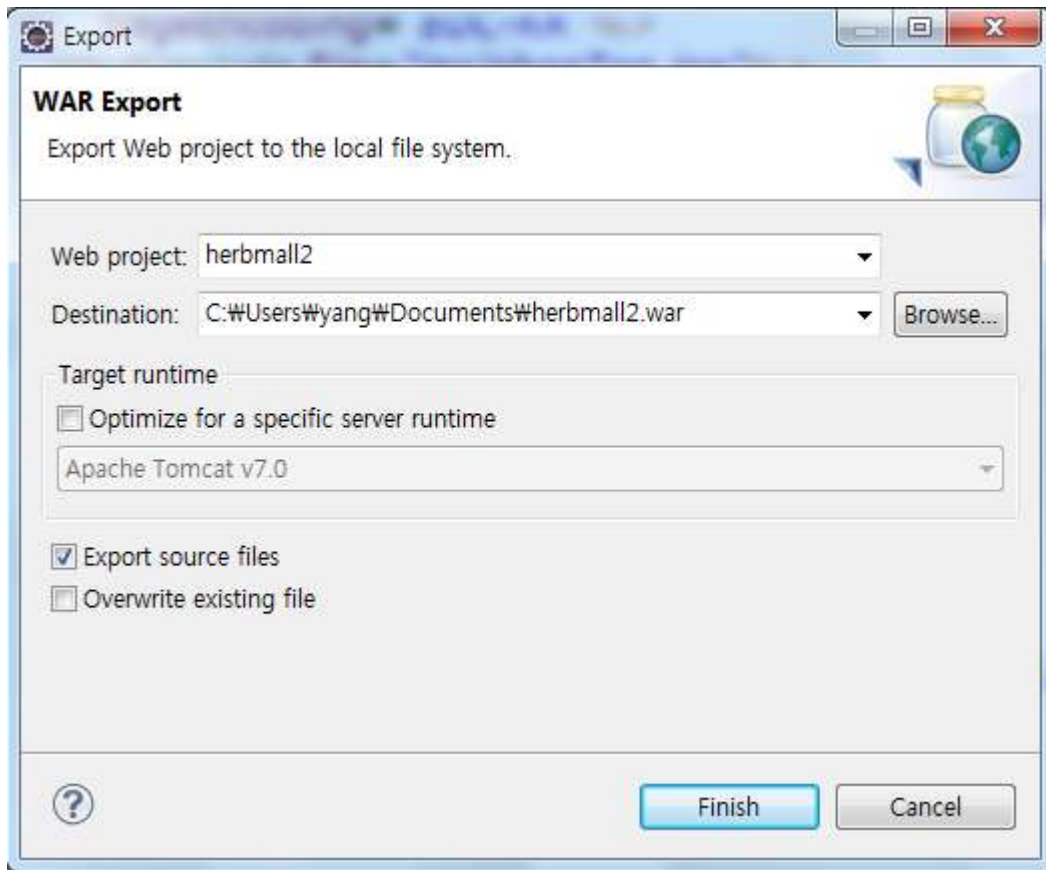 Export
WAR Export
Export Web project to the local file system.
Web project: herbmall2
Destination: C:₩Users₩yang₩Documents₩herbmall2.war Browse...
Target runtime
Optimize for a specific server runtime
Apache Tomcat v7.0
Export source files
Overwrite existing file
Finish Cancel